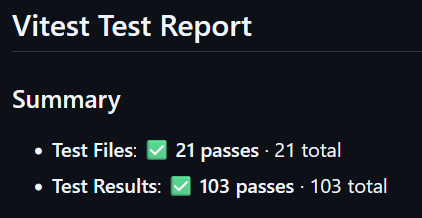 Vitest Test Report
Summary
• Test Files: ✅ 21 passes · 21 total
• Test Results: ✅ 103 passes · 103 total